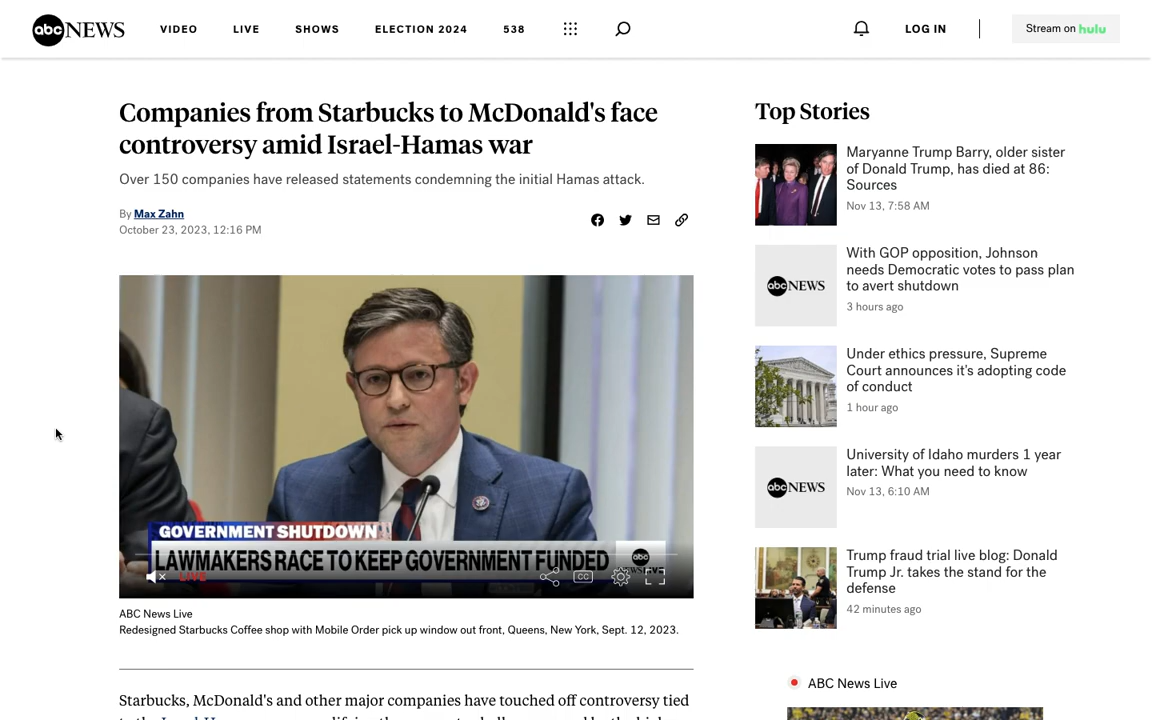 abc NEWS
VIDEO
LIVE
SHOWS
ELECTION 2024
538
LOG IN
Stream on hulu
Companies from Starbucks to McDonald's face
controversy amid Israel-Hamas war
Over 150 companies have released statements condemning the initial Hamas attack.
By Max Zahn
October 23, 2023, 12:16 PM
GOVERNMENT SHUTDOWN
LAWMAKERS RACE TO KEEP GOVERNMENT FUNDED
abc
LIVE
CC
ABC News Live
Redesigned Starbucks Coffee shop with Mobile Order pick up window out front, Queens, New York, Sept. 12, 2023.
Starbucks, McDonald's and other major companies have touched off controversy tied
Top Stories
Maryanne Trump Barry, older sister
of Donald Trump, has died at 86:
Sources
Nov 13, 7:58 AM
abc NEWS
With GOP opposition, Johnson
needs Democratic votes to pass plan
to avert shutdown
3 hours ago
Under ethics pressure, Supreme
Court announces it's adopting code
of conduct
1 hour ago
abc NEWS
University of Idaho murders 1 year
later: What you need to know
Nov 13, 6:10 AM
Trump fraud trial live blog: Donald
Trump Jr. takes the stand for the
defense
42 minutes ago
ABC News Live